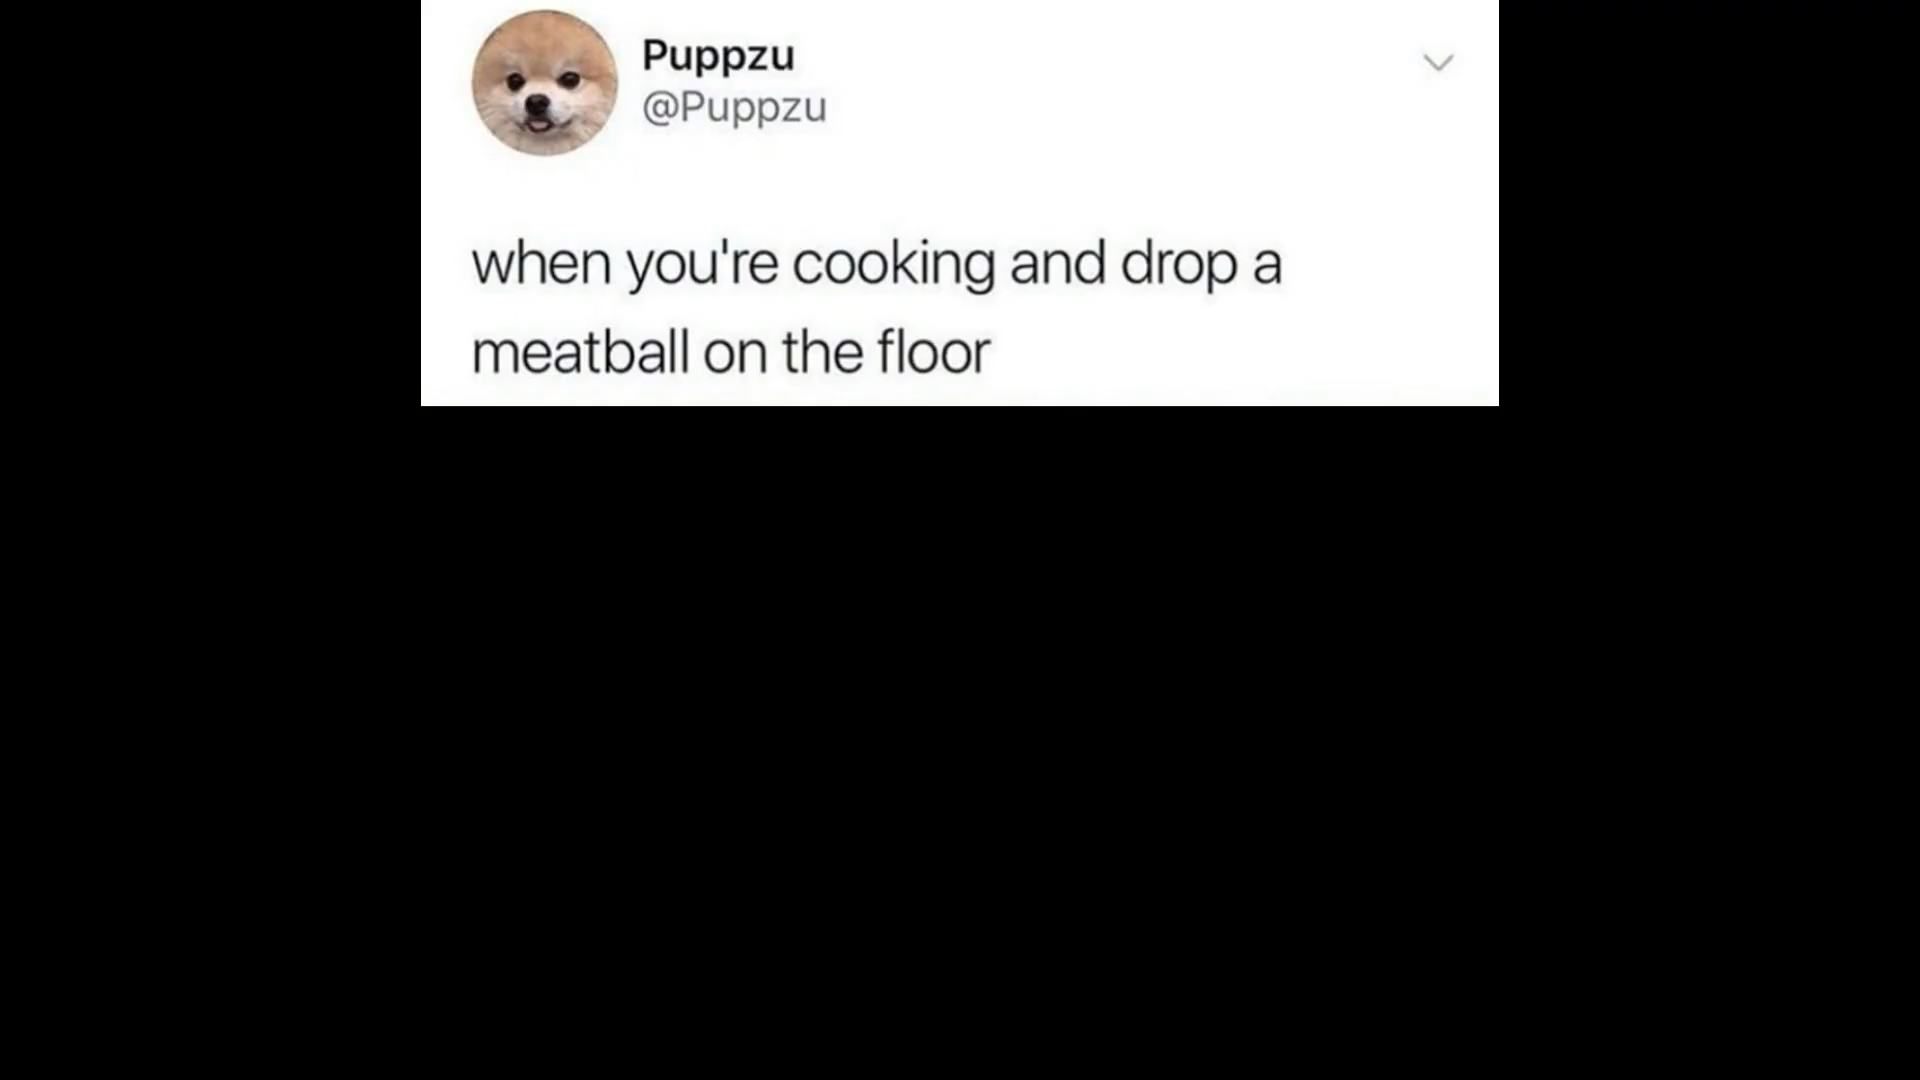 Puppzu
@Puppzu
when you're cooking and drop a
meatball on the floor